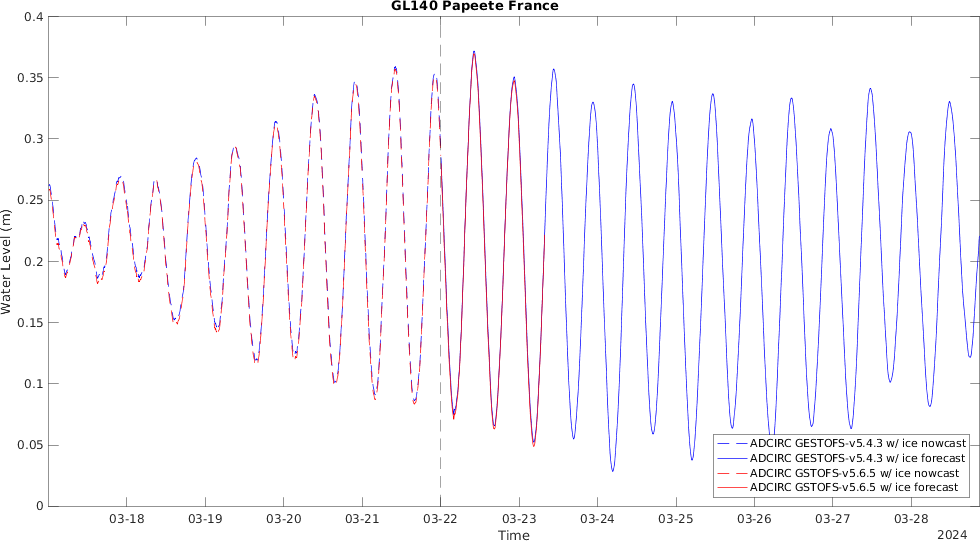 GL140 Papeete France
0.4
0.35
0.3
0.25
0.2
0.15
0.1
0.05
0
Water Level (m)
ADCIRC GESTOFS-v5.4.3 w/ ice nowcast
ADCIRC GESTOFS-v5.4.3 w/ ice forecast
ADCIRC GSTOFS-v5.6.5 w/ ice nowcast
ADCIRC GSTOFS-v5.6.5 w/ ice forecast
03-18 03-19 03-20 03-21 03-22 03-23 03-24 03-25 03-26 03-27 03-28
Time
2024